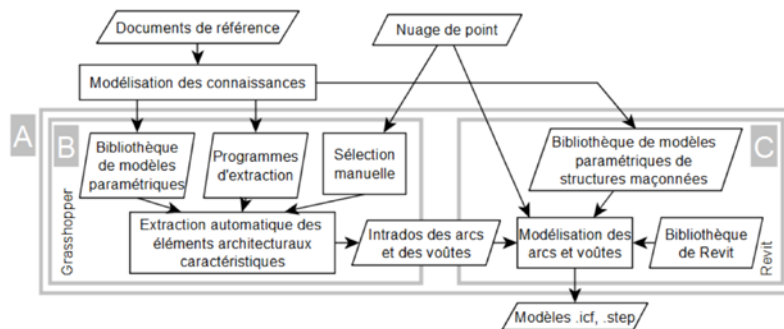 Documents de référence
Nuage de point
Modélisation des connaissances
A
B
C
Bibliothèque
de modèles
paramétriques
Programmes
d'extraction
Sélection
manuelle
Bibliothèque de modèles
paramétriques de
structures maçonnées
Grasshopper
Extraction automatique des
éléments architecturaux
caractéristiques
Intrados des arcs
et des voûtes
Modélisation des
arcs et voûtes
Bibliothèque
de Revit
Revit
Modèles .icf, .step